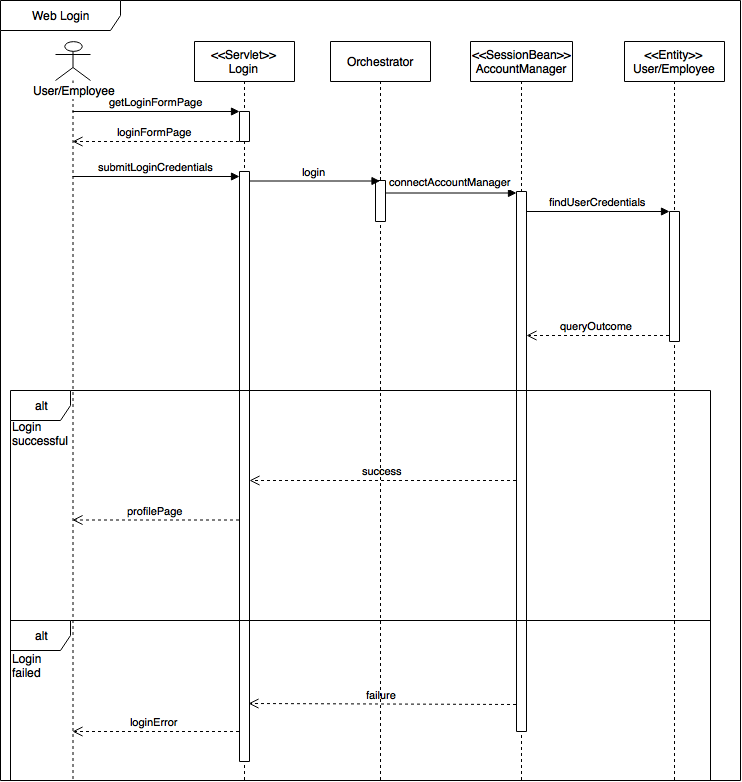 Web Login
<<Servlet>>
Login
Orchestrator
<<SessionBean>>
AccountManager
<<Entity>>
User/Employee
User/Employee
getLoginFormPage
loginFormPage
submitLoginCredentials
login
connectAccountManager
findUserCredentials
queryOutcome
alt
Login
successful
success
profilePage
alt
Login
failed
failure
loginError